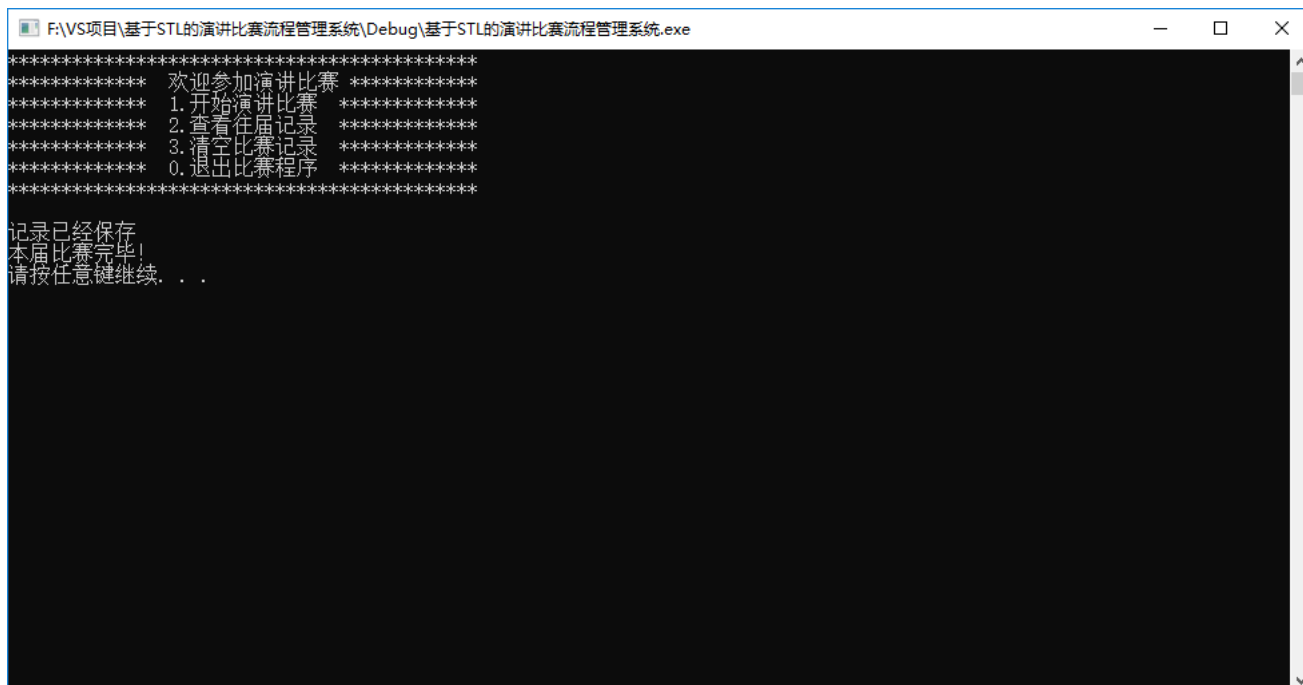 F:\VS项目\基于STL的演讲比赛流程管理系统\Debug\基于STL的演讲比赛流程管理系统.exe
********************************************
*************  欢迎参加演讲比赛 ************
*************  1.开始演讲比赛  *************
*************  2.查看往届记录  *************
*************  3.清空比赛记录  *************
*************  0.退出比赛程序  *************
********************************************
记录已经保存
本届比赛完毕!
请按任意键继续. . .